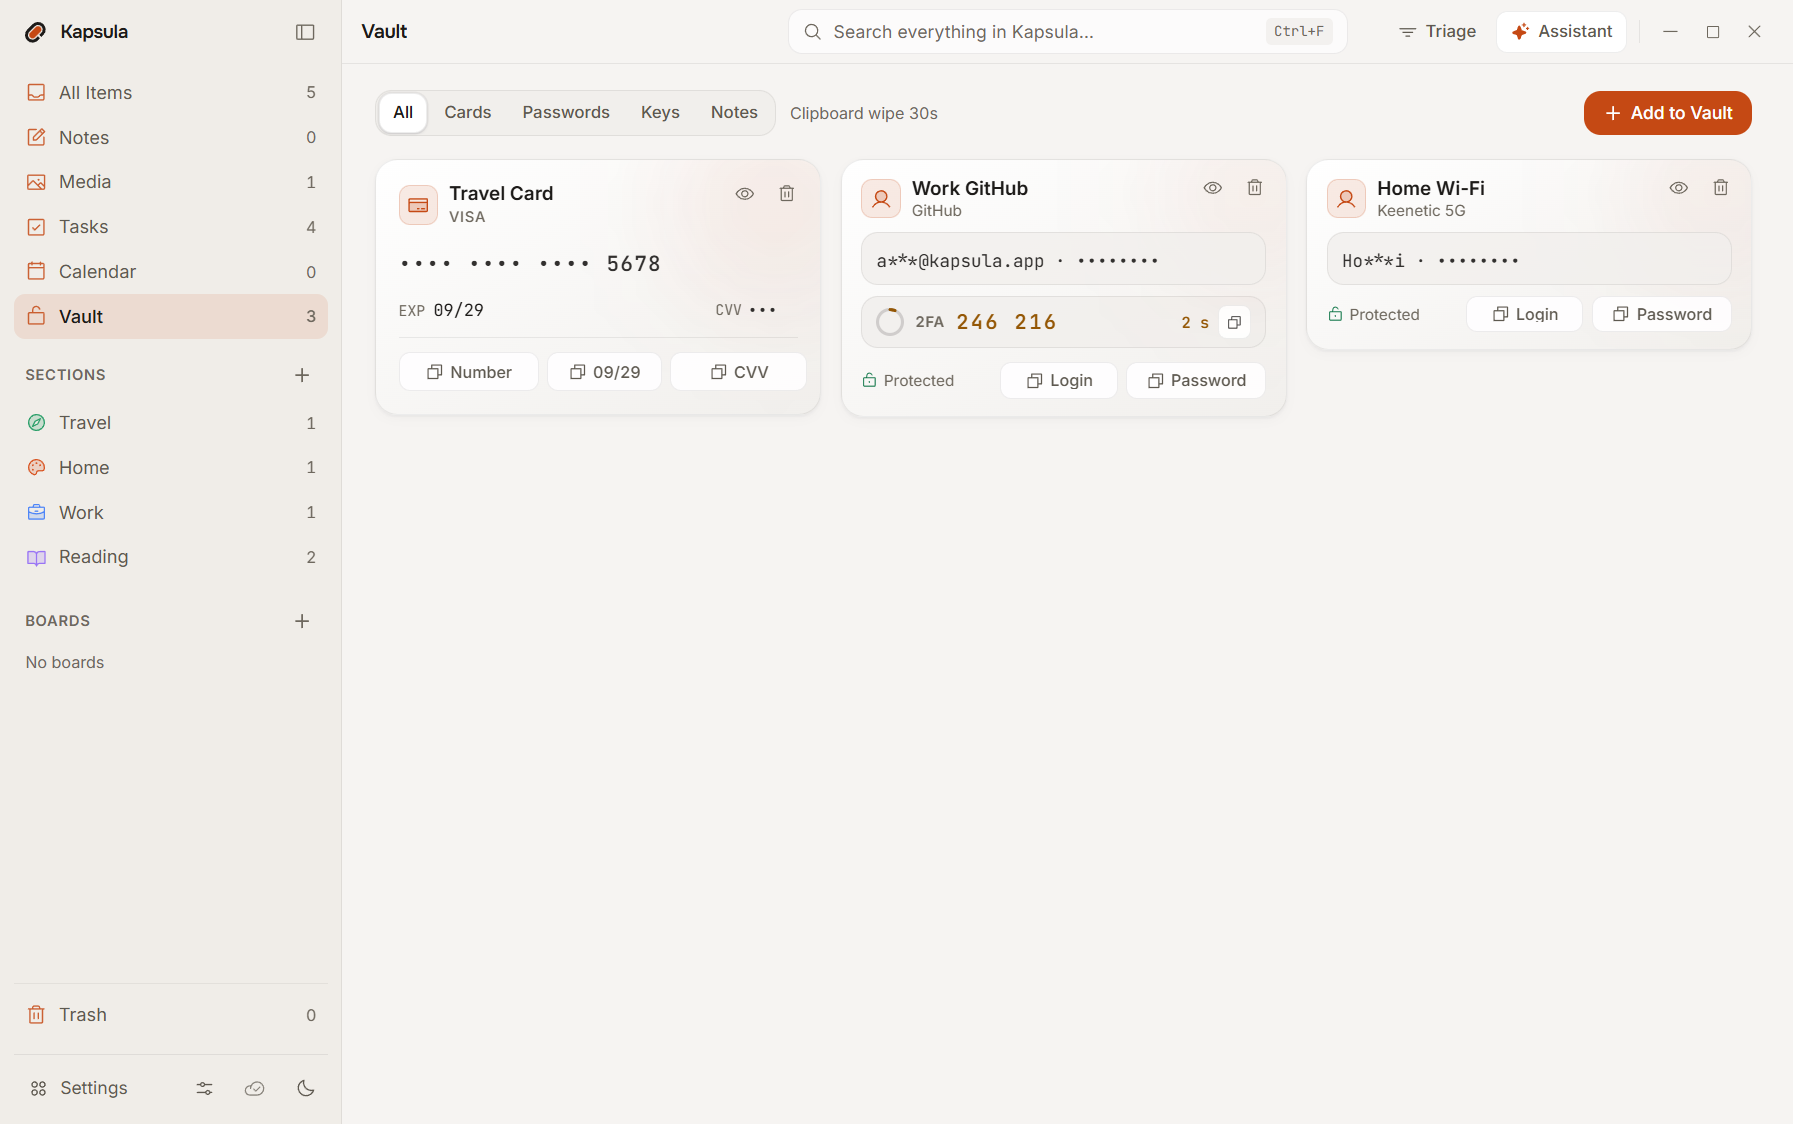 Kapsula
All Items 5
Notes 0
Media 1
Tasks 4
Calendar 0
Vault 3
SECTIONS
Travel 1
Home 1
Work 1
Reading 2
BOARDS
No boards
Trash 0
Settings
Vault
Search everything in Kapsula... Ctrl+F
Triage
Assistant
All Cards Passwords Keys Notes
Clipboard wipe 30s
+ Add to Vault
Travel Card
VISA
•••• •••• •••• 5678
EXP 09/29 CVV •••
Number 09/29 CVV
Work GitHub
GitHub
a***@kapsula.app · ••••••••
2FA 246 216 2 s
Protected Login Password
Home Wi-Fi
Keenetic 5G
Ho***i · ••••••••
Protected Login Password